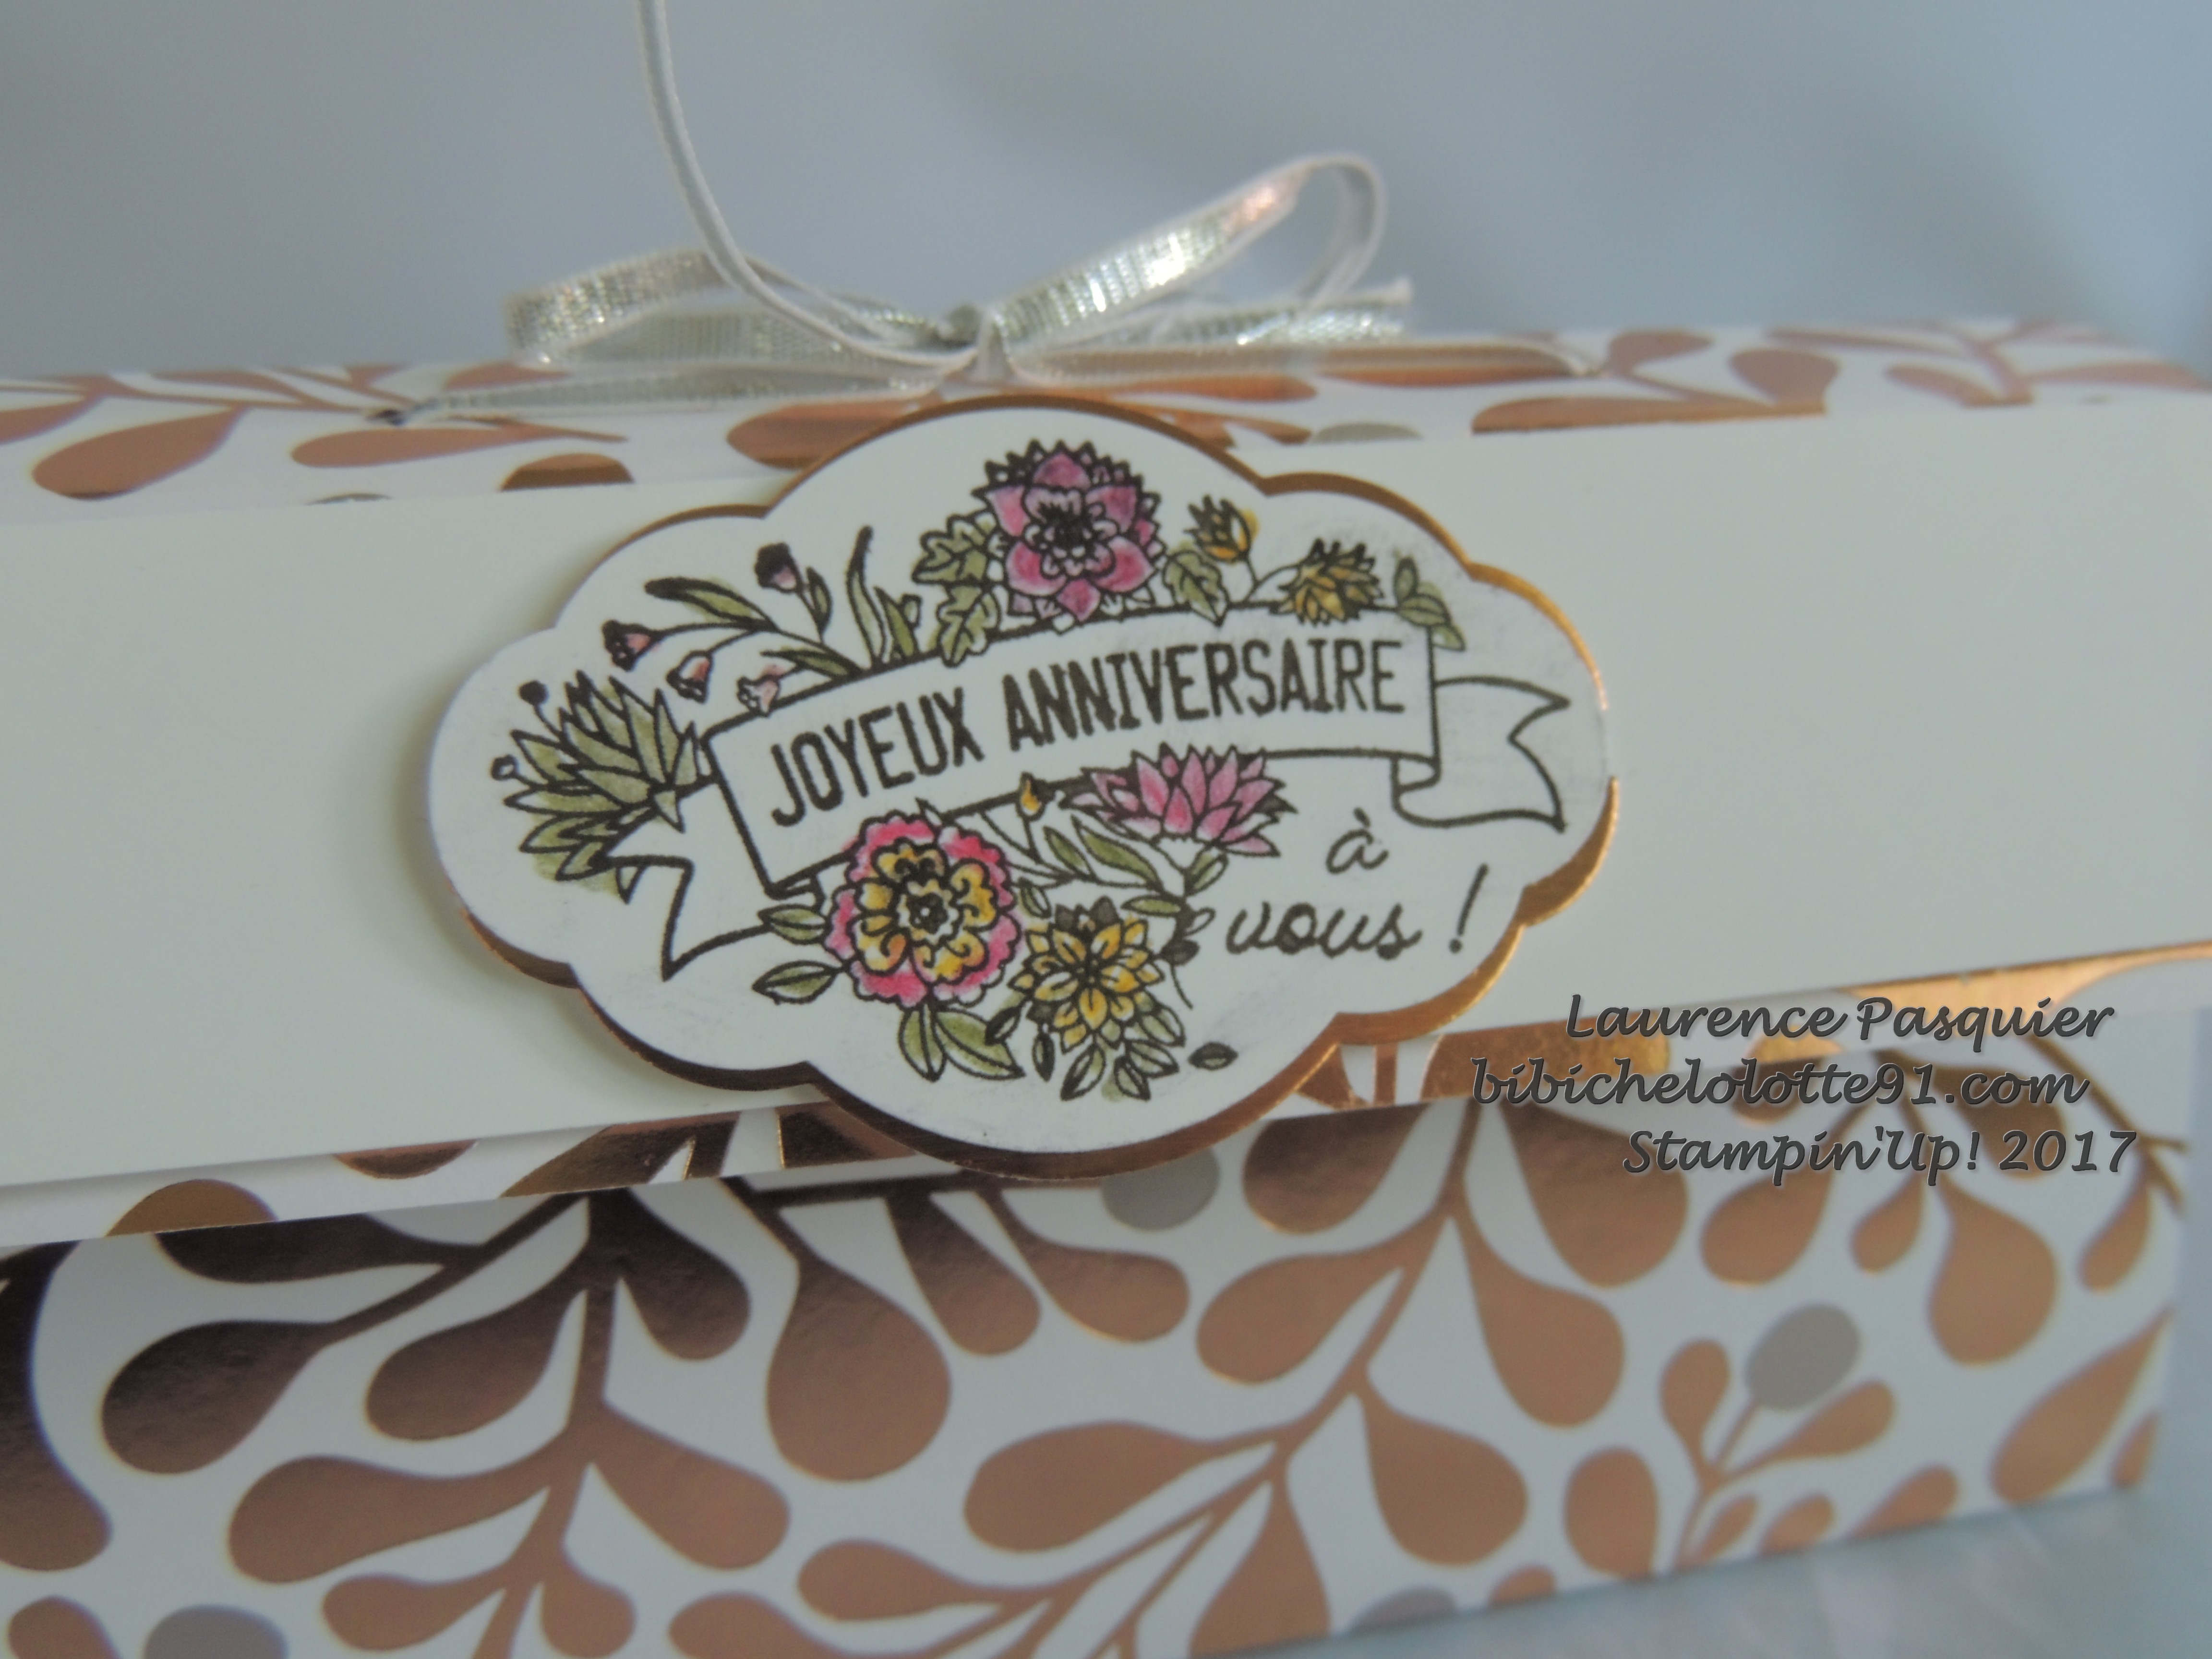 JOYEUX ANNIVERSAIRE
à
vous !
Laurence Pasquier
bibichelolotte91.com
Stampin'Up! 2017